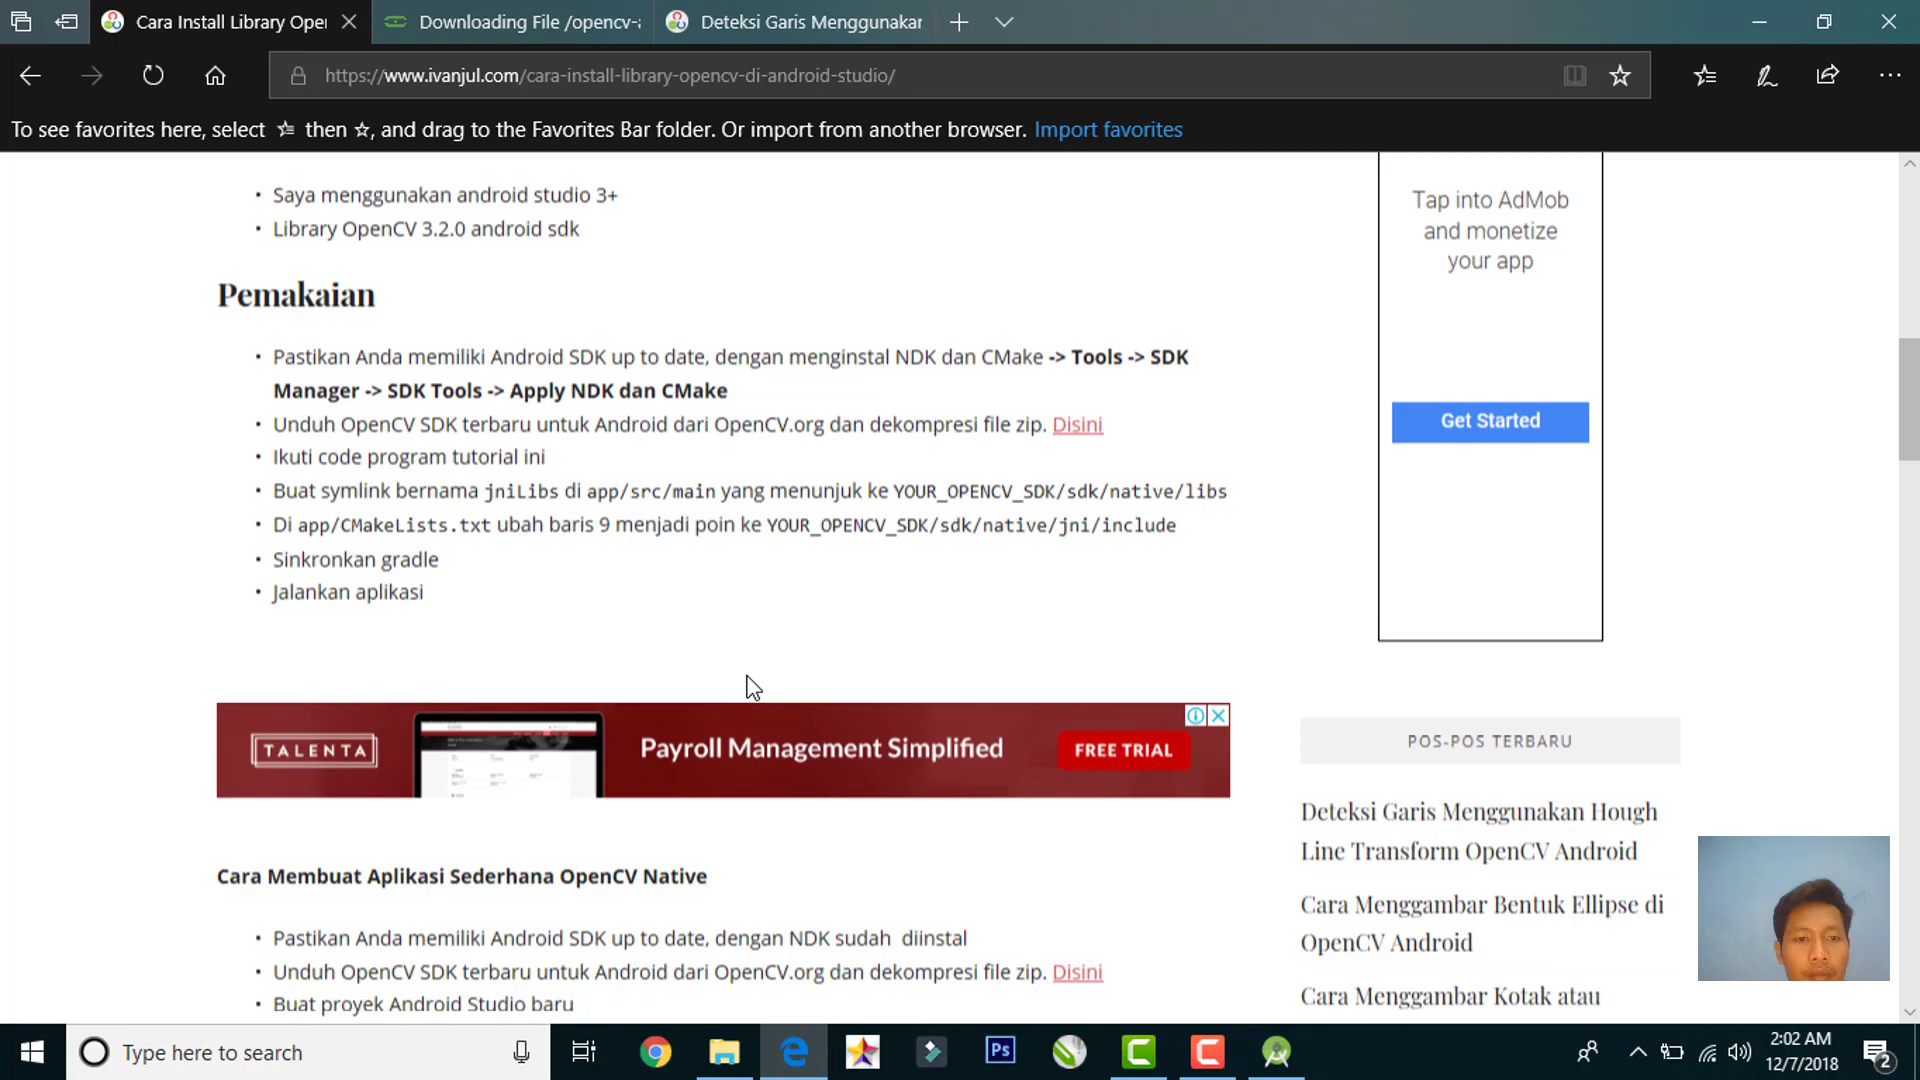 Cara Install Library Open
Downloading File /opencv-a
Deteksi Garis Menggunakan
https://www.ivanjul.com/cara-install-library-opencv-di-android-studio/
To see favorites here, select then ☆, and drag to the Favorites Bar folder. Or import from another browser. Import favorites
• Saya menggunakan android studio 3+
• Library OpenCV 3.2.0 android sdk
Pemakaian
• Pastikan Anda memiliki Android SDK up to date, dengan menginstal NDK dan CMake -> Tools -> SDK
Manager -> SDK Tools -> Apply NDK dan CMake
• Unduh OpenCV SDK terbaru untuk Android dari OpenCV.org dan dekompresi file zip. Disini
• Ikuti code program tutorial ini
• Buat symlink bernama jniLibs di app/src/main yang menunjuk ke YOUR_OPENCV_SDK/sdk/native/libs
• Di app/CMakeLists.txt ubah baris 9 menjadi poin ke YOUR_OPENCV_SDK/sdk/native/jni/include
• Sinkronkan gradle
• Jalankan aplikasi
TALENTA
Payroll Management Simplified
FREE TRIAL
Cara Membuat Aplikasi Sederhana OpenCV Native
• Pastikan Anda memiliki Android SDK up to date, dengan NDK sudah diinstal
• Unduh OpenCV SDK terbaru untuk Android dari OpenCV.org dan dekompresi file zip. Disini
• Buat proyek Android Studio baru
Tap into AdMob
and monetize
your app
Get Started
POS-POS TERBARU
Deteksi Garis Menggunakan Hough
Line Transform OpenCV Android
Cara Menggambar Bentuk Ellipse di
OpenCV Android
Cara Menggambar Kotak atau
Type here to search
Ps
2:02 AM
12/7/2018
2